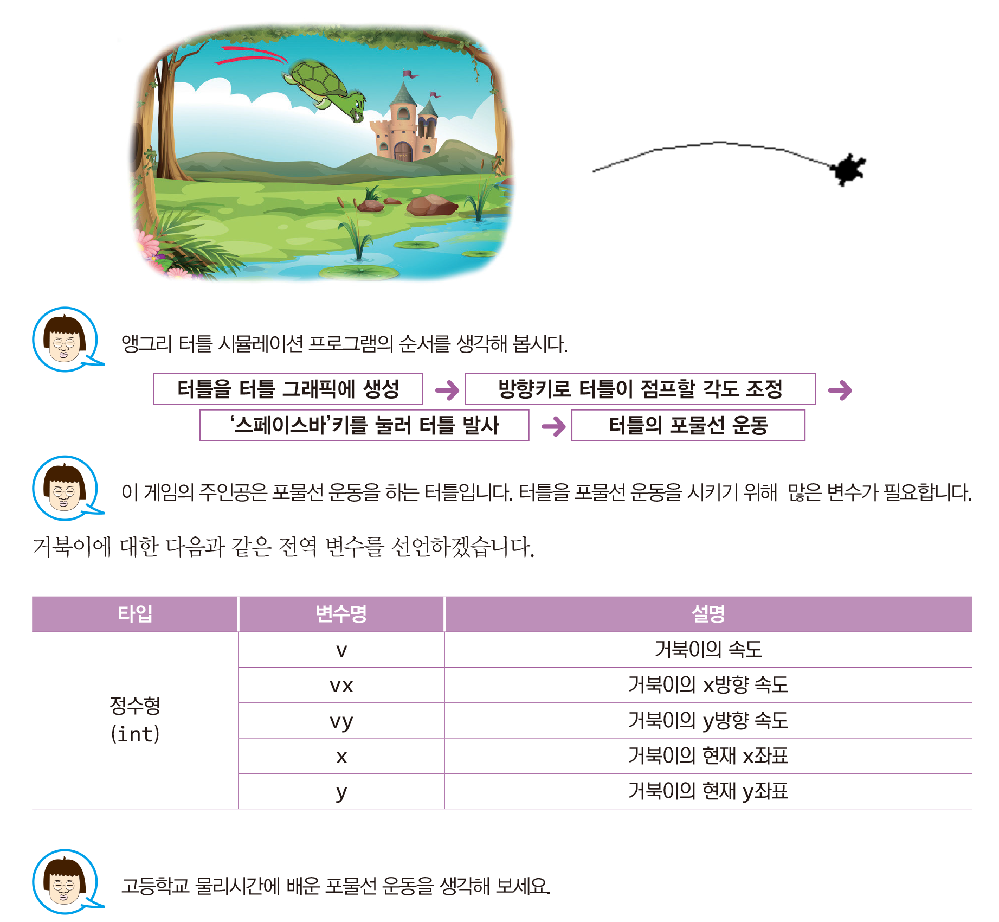 앵그리 터틀 시뮬레이션 프로그램의 순서를 생각해 봅시다.
터틀을 터틀 그래픽에 생성 → 방향키로 터틀이 점프할 각도 조정 →
‘스페이스바’키를 눌러 터틀 발사 → 터틀의 포물선 운동
이 게임의 주인공은 포물선 운동을 하는 터틀입니다. 터틀을 포물선 운동을 시키기 위해 많은 변수가 필요합니다.
거북이에 대한 다음과 같은 전역 변수를 선언하겠습니다.
타입 변수명 설명
정수형
(int)
v 거북이의 속도
vx 거북이의 x방향 속도
vy 거북이의 y방향 속도
x 거북이의 현재 x좌표
y 거북이의 현재 y좌표
고등학교 물리시간에 배운 포물선 운동을 생각해 보세요.